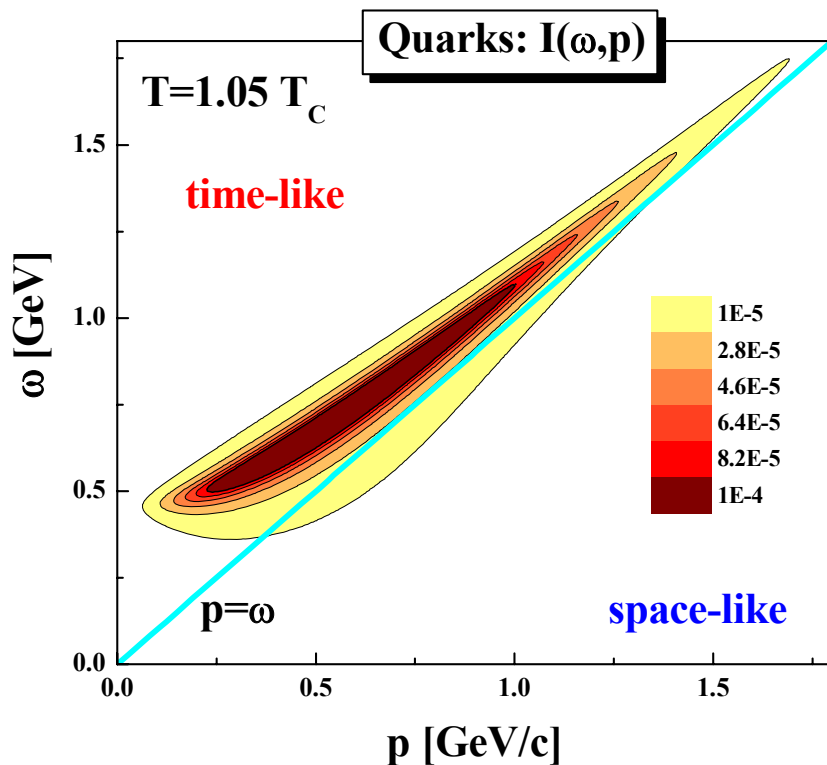 Quarks: I(ω,p)
T=1.05 T_C
time-like
1.5
1.0
0.5
0.0
ω [GeV]
1E-5
2.8E-5
4.6E-5
6.4E-5
8.2E-5
1E-4
p=ω
space-like
0.0 0.5 1.0 1.5
p [GeV/c]